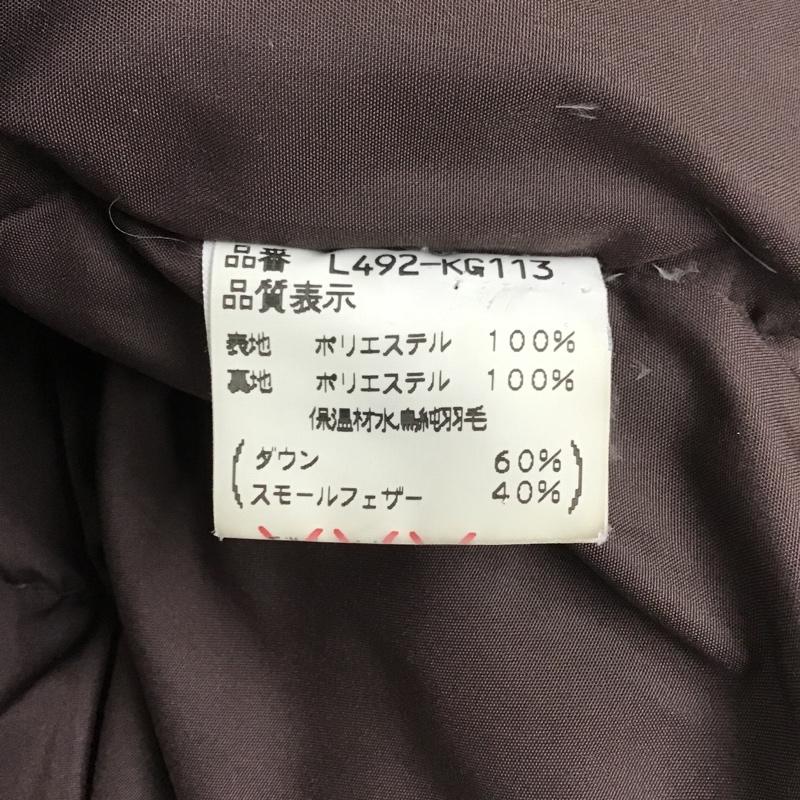 品番 L492-KG113
品質表示
表地 ポリエステル 100%
裏地 ポリエステル 100%
保温材水鳥純羽毛
(ダウン 60%
スモールフェザー 40%)